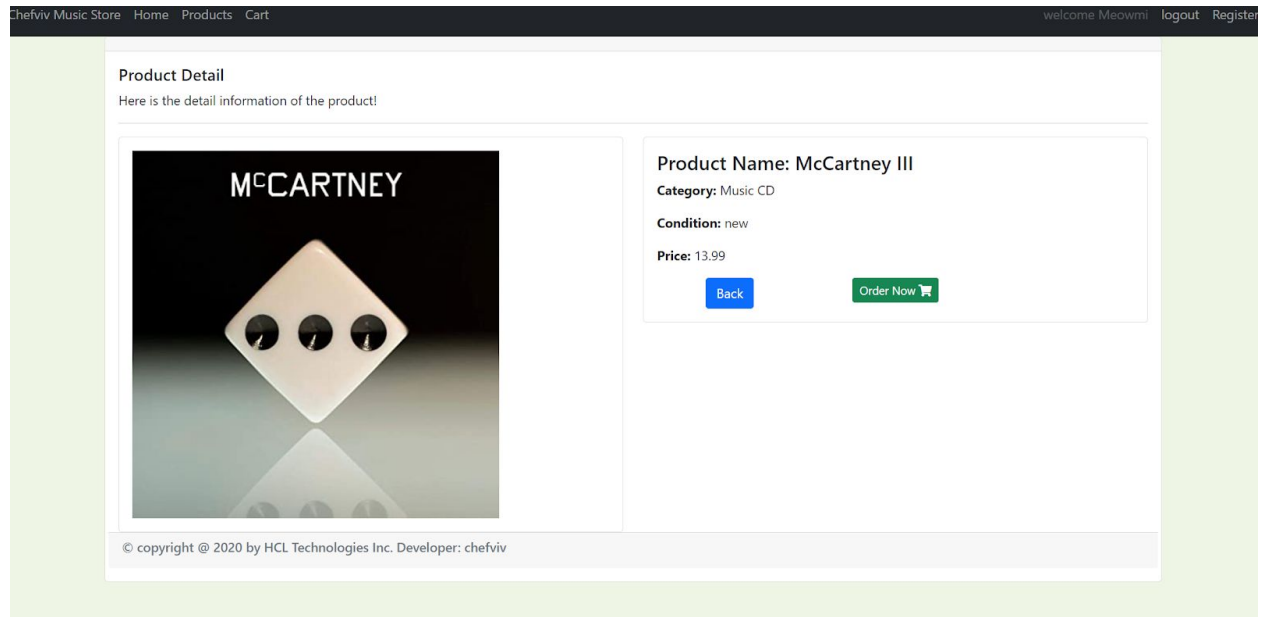 Chefviv Music Store Home Products Cart welcome Meowmi logout Register
Product Detail
Here is the detail information of the product!
McCARTNEY
Product Name: McCartney III
Category: Music CD
Condition: new
Price: 13.99
Back Order Now
© copyright @ 2020 by HCL Technologies Inc. Developer: chefviv